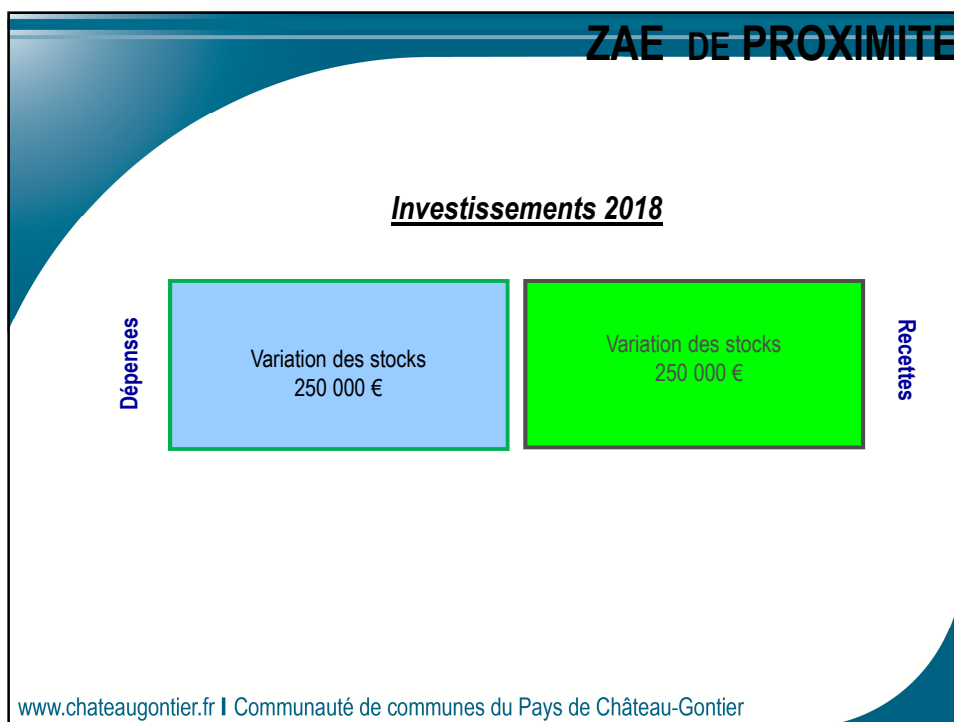 ZAE DE PROXIMITE
Investissements 2018
Dépenses
Variation des stocks
250 000 €
Variation des stocks
250 000 €
Recettes
www.chateaugontier.fr I Communauté de communes du Pays de Château-Gontier